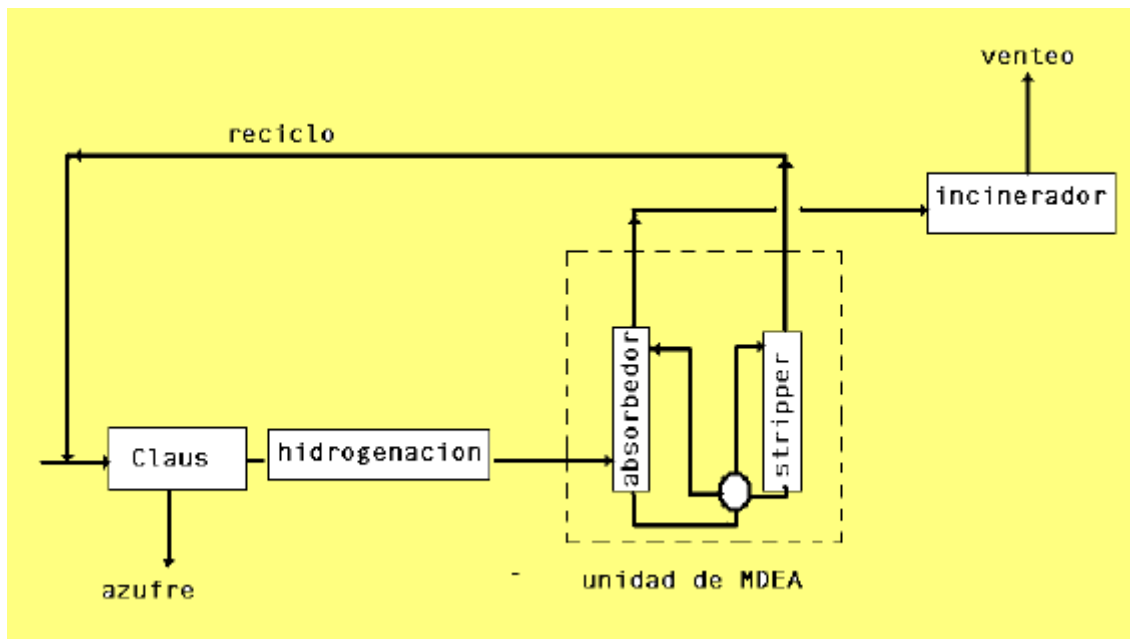 venteo
reciclo
incinerador
absorbedor
stripper
Claus
hidrogenacion
azufre
unidad de MDEA